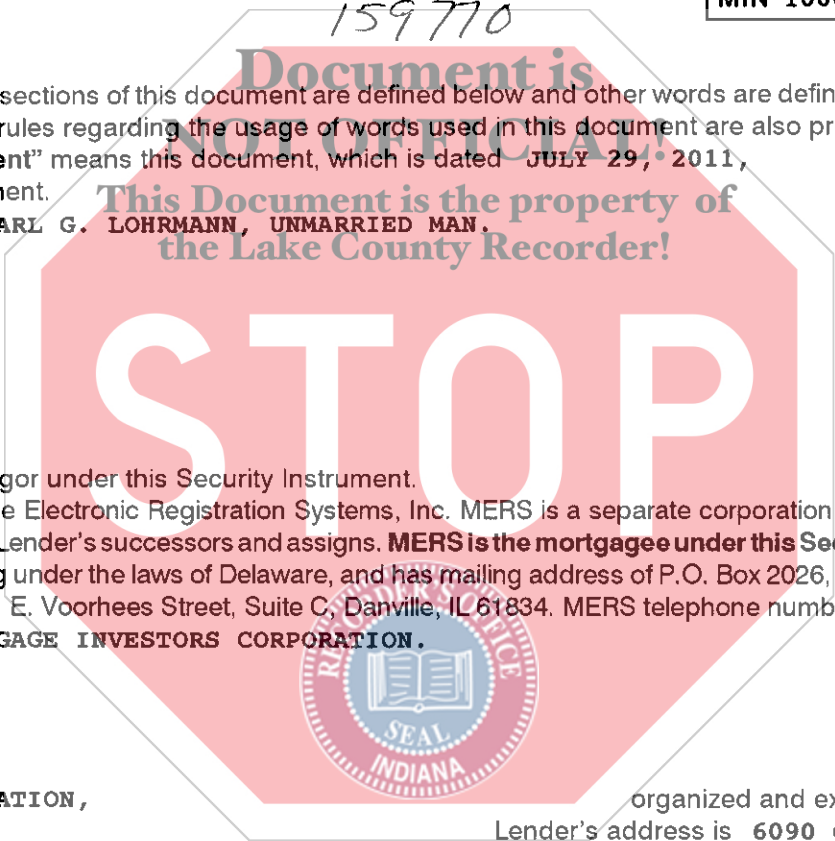 159770
MIN
Document is
sections of this document are defined below and other words are defin
rules regarding the usage of words used in this document are also pr
NOT OFFICIAL!
ent” means this document, which is dated JULY 29, 2011,
ent.
This Document is the property of
ARL G. LOHRMANN, UNMARRIED MAN.
the Lake County Recorder!
STOP
gor under this Security Instrument.
e Electronic Registration Systems, Inc. MERS is a separate corporation
Lender's successors and assigns. MERS is the mortgagee under this Sec
g under the laws of Delaware, and has mailing address of P.O. Box 2026,
E. Voorhees Street, Suite C, Danville, IL 61834. MERS telephone numb
GAGE INVESTORS CORPORATION.
RECORDER'S OFFICE
SEAL
INDIANA
ATION,
organized and ex
Lender's address is 6090